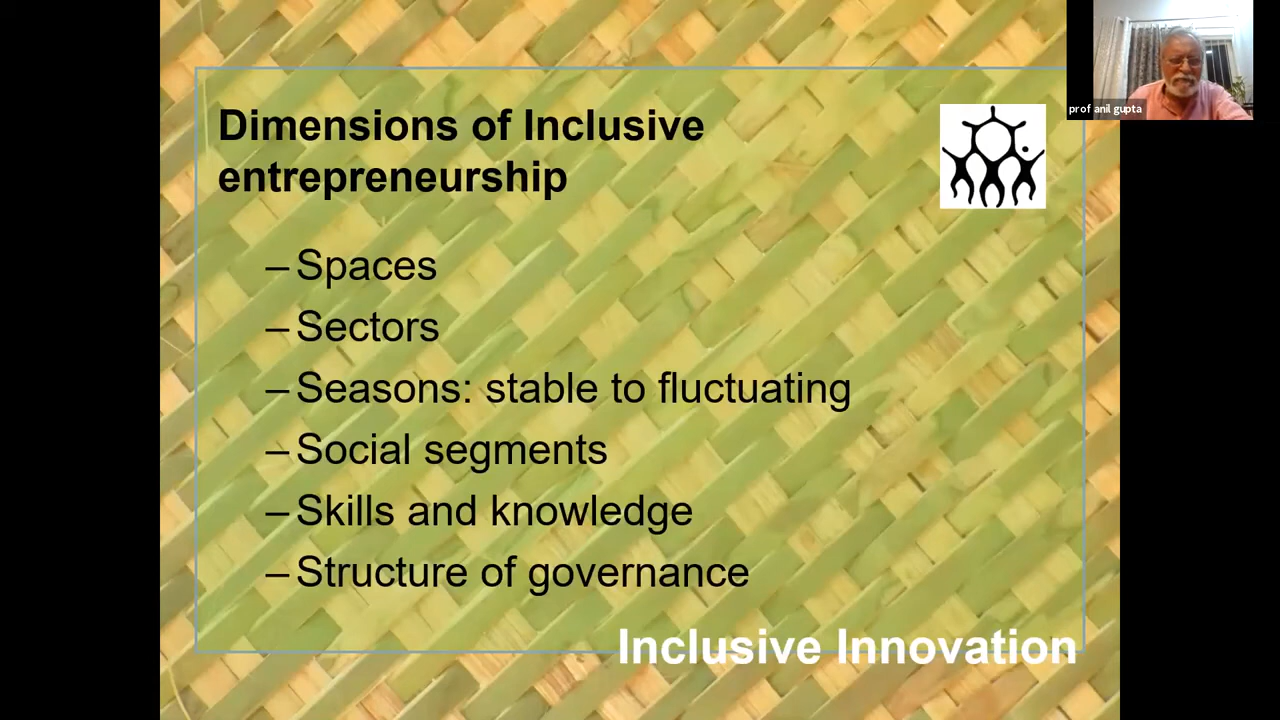 prof anil gupta
Dimensions of Inclusive
entrepreneurship
– Spaces
– Sectors
– Seasons: stable to fluctuating
– Social segments
– Skills and knowledge
– Structure of governance
Inclusive Innovation